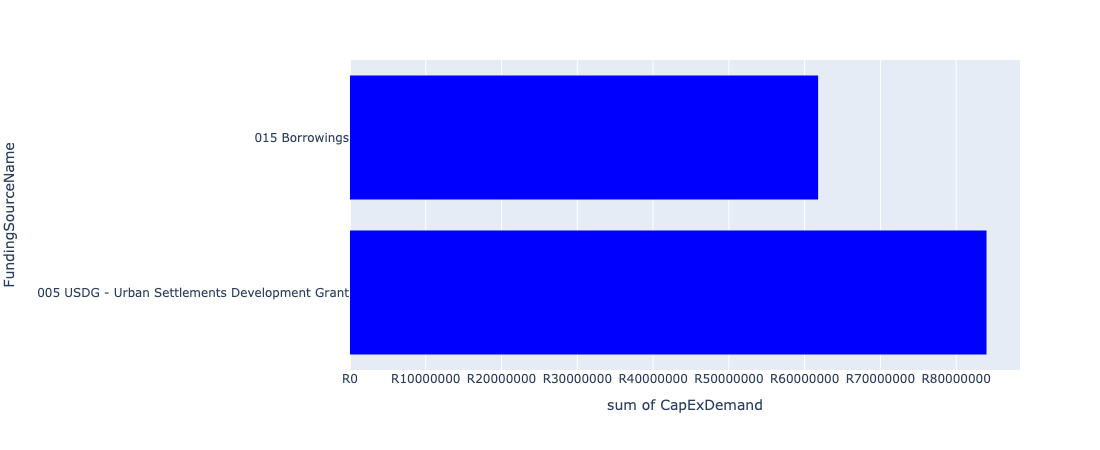 FundingSourceName
015 Borrowings
005 USDG - Urban Settlements Development Grant
R0 R10000000 R20000000 R30000000 R40000000 R50000000 R60000000 R70000000 R80000000
sum of CapExDemand